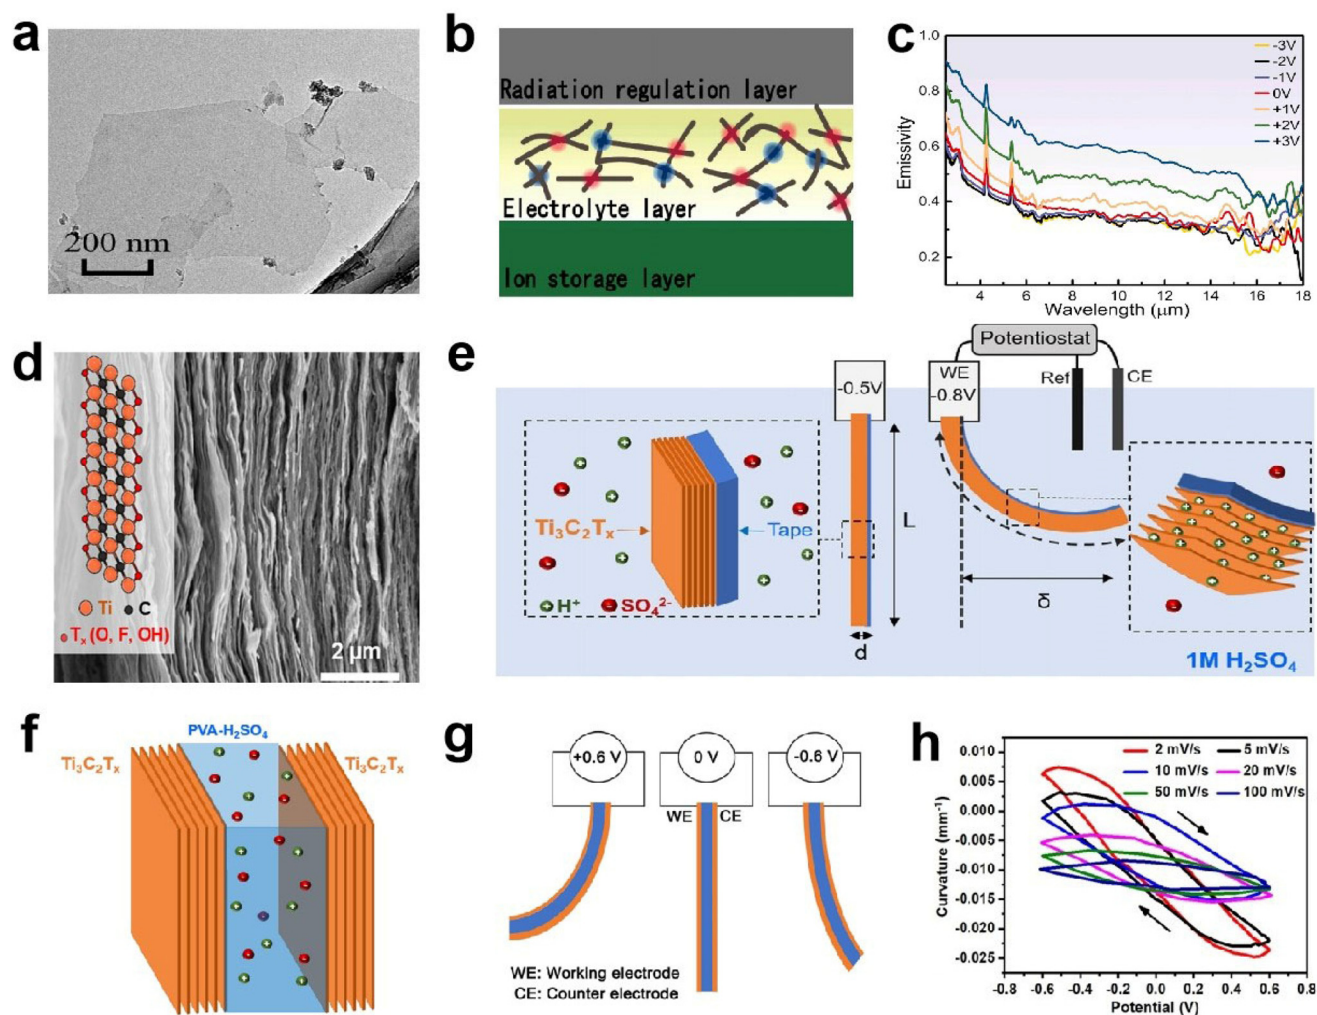 a
200 nm
b
Radiation regulation layer
Electrolyte layer
Ion storage layer
c
1.0
0.8
0.6
0.4
0.2
Emissivity
-3V
-2V
-1V
0V
+1V
+2V
+3V
4 6 8 10 12 14 16 18
Wavelength (μm)
d
Ti C
Tₓ (O, F, OH)
2 μm
e
Potentiostat
-0.5V
WE
-0.8V
Ref
CE
Ti₃C₂Tₓ
Tape
H⁺ SO₄²⁻
L
d
δ
1M H₂SO₄
f
PVA-H₂SO₄
Ti₃C₂Tₓ
Ti₃C₂Tₓ
g
+0.6 V
0 V
-0.6 V
WE
CE
WE: Working electrode
CE: Counter electrode
h
0.010
0.005
0.000
-0.005
-0.010
-0.015
-0.020
-0.025
Curvature (mm⁻¹)
2 mV/s 5 mV/s
10 mV/s 20 mV/s
50 mV/s 100 mV/s
-0.8 -0.6 -0.4 -0.2 0.0 0.2 0.4 0.6 0.8
Potential (V)